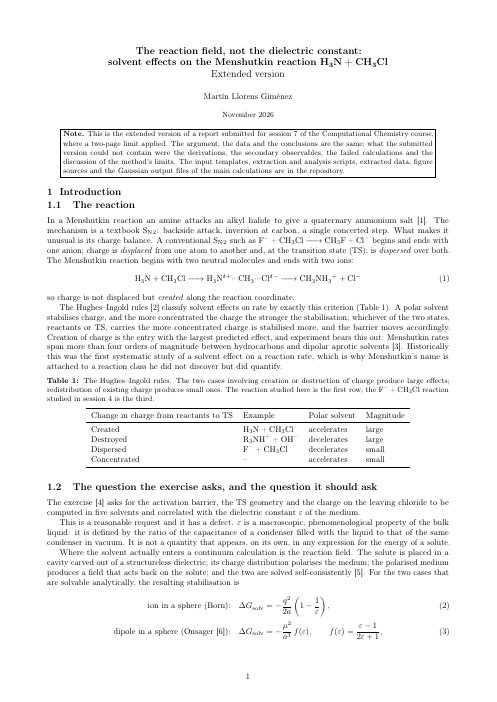 The reaction field, not the dielectric constant:
solvent effects on the Menshutkin reaction H₃N + CH₃Cl
Extended version
Martín Llorens Giménez
November 2026
Note. This is the extended version of a report submitted for session 7 of the Computational Chemistry course,
where a two-page limit applied. The argument, the data and the conclusions are the same; what the submitted
version could not contain were the derivations, the secondary observables, the failed calculations and the
discussion of the method's limits. The input templates, extraction and analysis scripts, extracted data, figure
sources and the Gaussian output files of the main calculations are in the repository.
1 Introduction
1.1 The reaction
In a Menshutkin reaction an amine attacks an alkyl halide to give a quaternary ammonium salt [1]. The
mechanism is a textbook S_N2: backside attack, inversion at carbon, a single concerted step. What makes it
unusual is its charge balance. A conventional S_N2 such as F⁻ + CH₃Cl ⟶ CH₃F + Cl⁻ begins and ends with
one anion; charge is displaced from one atom to another and, at the transition state (TS), is dispersed over both.
The Menshutkin reaction begins with two neutral molecules and ends with two ions:
H₃N + CH₃Cl ⟶ H₃N^δ+···CH₃···Cl^δ− ⟶ CH₃NH₃⁺ + Cl⁻ (1)
so charge is not displaced but created along the reaction coordinate.
The Hughes–Ingold rules [2] classify solvent effects on rate by exactly this criterion (Table 1). A polar solvent
stabilises charge, and the more concentrated the charge the stronger the stabilisation; whichever of the two states,
reactants or TS, carries the more concentrated charge is stabilised more, and the barrier moves accordingly.
Creation of charge is the entry with the largest predicted effect, and experiment bears this out: Menshutkin rates
span more than four orders of magnitude between hydrocarbons and dipolar aprotic solvents [3]. Historically
this was the first systematic study of a solvent effect on a reaction rate, which is why Menshutkin's name is
attached to a reaction class he did not discover but did quantify.
Table 1: The Hughes–Ingold rules. The two cases involving creation or destruction of charge produce large effects;
redistribution of existing charge produces small ones. The reaction studied here is the first row; the F⁻ + CH₃Cl reaction
studied in session 4 is the third.
Change in charge from reactants to TS Example Polar solvent Magnitude
Created H₃N + CH₃Cl accelerates large
Destroyed R₃NH⁺ + OH⁻ decelerates large
Dispersed F⁻ + CH₃Cl decelerates small
Concentrated – accelerates small
1.2 The question the exercise asks, and the question it should ask
The exercise [4] asks for the activation barrier, the TS geometry and the charge on the leaving chloride to be
computed in five solvents and correlated with the dielectric constant ε of the medium.
This is a reasonable request and it has a defect. ε is a macroscopic, phenomenological property of the bulk
liquid: it is defined by the ratio of the capacitance of a condenser filled with the liquid to that of the same
condenser in vacuum. It is not a quantity that appears, on its own, in any expression for the energy of a solute.
Where the solvent actually enters a continuum calculation is the reaction field. The solute is placed in a
cavity carved out of a structureless dielectric; its charge distribution polarises the medium; the polarised medium
produces a field that acts back on the solute; and the two are solved self-consistently [5]. For the two cases that
are solvable analytically, the resulting stabilisation is
ion in a sphere (Born): ΔG_solv = −q²/2a (1 − 1/ε), (2)
dipole in a sphere (Onsager [6]): ΔG_solv = −μ²/a³ f(ε), f(ε) = (ε − 1)/(2ε + 1), (3)
1